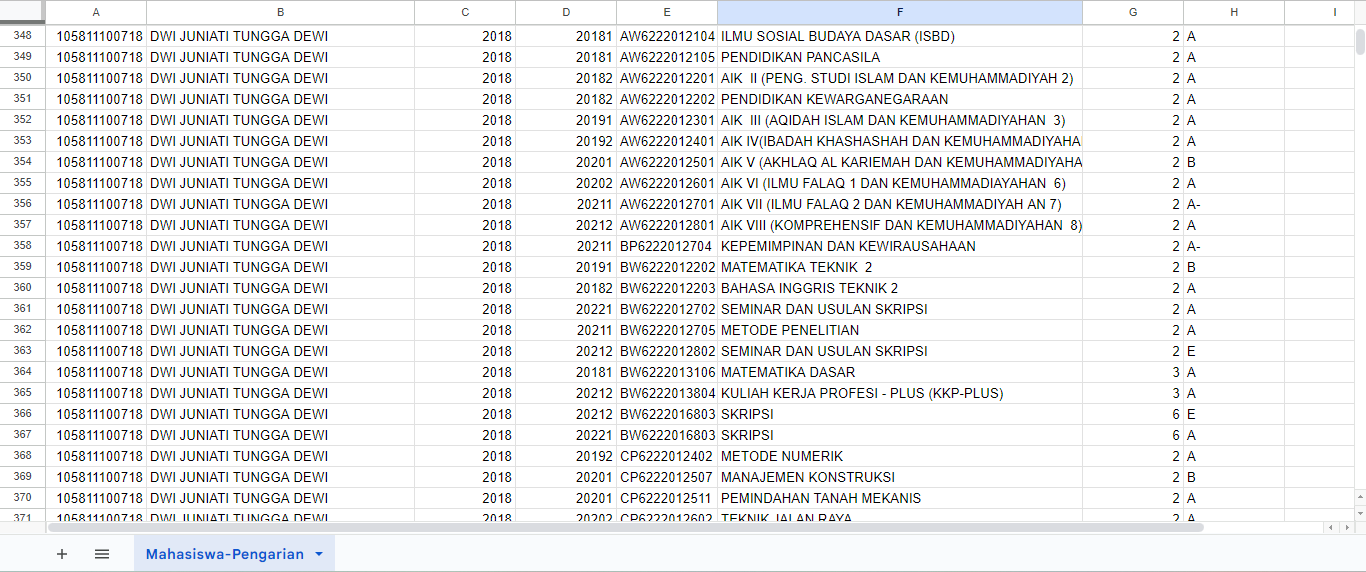 A B C D E F G H I
348 105811100718 DWI JUNIATI TUNGGA DEWI 2018 20181 AW6222012104 ILMU SOSIAL BUDAYA DASAR (ISBD) 2 A
349 105811100718 DWI JUNIATI TUNGGA DEWI 2018 20181 AW6222012105 PENDIDIKAN PANCASILA 2 A
350 105811100718 DWI JUNIATI TUNGGA DEWI 2018 20182 AW6222012201 AIK  II (PENG. STUDI ISLAM DAN KEMUHAMMADIYAH 2) 2 A
351 105811100718 DWI JUNIATI TUNGGA DEWI 2018 20182 AW6222012202 PENDIDIKAN KEWARGANEGARAAN 2 A
352 105811100718 DWI JUNIATI TUNGGA DEWI 2018 20191 AW6222012301 AIK  III (AQIDAH ISLAM DAN KEMUHAMMADIYAHAN  3) 2 A
353 105811100718 DWI JUNIATI TUNGGA DEWI 2018 20192 AW6222012401 AIK IV(IBADAH KHASHASHAH DAN KEMUHAMMADIYAHA 2 A
354 105811100718 DWI JUNIATI TUNGGA DEWI 2018 20201 AW6222012501 AIK V (AKHLAQ AL KARIEMAH DAN KEMUHAMMADIYAHA 2 B
355 105811100718 DWI JUNIATI TUNGGA DEWI 2018 20202 AW6222012601 AIK VI (ILMU FALAQ 1 DAN KEMUHAMMADIAYAHAN  6) 2 A
356 105811100718 DWI JUNIATI TUNGGA DEWI 2018 20211 AW6222012701 AIK VII (ILMU FALAQ 2 DAN KEMUHAMMADIYAH AN 7) 2 A-
357 105811100718 DWI JUNIATI TUNGGA DEWI 2018 20212 AW6222012801 AIK VIII (KOMPREHENSIF DAN KEMUHAMMADIYAHAN  8) 2 A
358 105811100718 DWI JUNIATI TUNGGA DEWI 2018 20211 BP6222012704 KEPEMIMPINAN DAN KEWIRAUSAHAAN 2 A-
359 105811100718 DWI JUNIATI TUNGGA DEWI 2018 20191 BW6222012202 MATEMATIKA TEKNIK  2 2 B
360 105811100718 DWI JUNIATI TUNGGA DEWI 2018 20182 BW6222012203 BAHASA INGGRIS TEKNIK 2 2 A
361 105811100718 DWI JUNIATI TUNGGA DEWI 2018 20221 BW6222012702 SEMINAR DAN USULAN SKRIPSI 2 A
362 105811100718 DWI JUNIATI TUNGGA DEWI 2018 20211 BW6222012705 METODE PENELITIAN 2 A
363 105811100718 DWI JUNIATI TUNGGA DEWI 2018 20212 BW6222012802 SEMINAR DAN USULAN SKRIPSI 2 E
364 105811100718 DWI JUNIATI TUNGGA DEWI 2018 20181 BW6222013106 MATEMATIKA DASAR 3 A
365 105811100718 DWI JUNIATI TUNGGA DEWI 2018 20212 BW6222013804 KULIAH KERJA PROFESI - PLUS (KKP-PLUS) 3 A
366 105811100718 DWI JUNIATI TUNGGA DEWI 2018 20212 BW6222016803 SKRIPSI 6 E
367 105811100718 DWI JUNIATI TUNGGA DEWI 2018 20221 BW6222016803 SKRIPSI 6 A
368 105811100718 DWI JUNIATI TUNGGA DEWI 2018 20192 CP6222012402 METODE NUMERIK 2 A
369 105811100718 DWI JUNIATI TUNGGA DEWI 2018 20201 CP6222012507 MANAJEMEN KONSTRUKSI 2 B
370 105811100718 DWI JUNIATI TUNGGA DEWI 2018 20201 CP6222012511 PEMINDAHAN TANAH MEKANIS 2 A
371 105811100718 DWI JUNIATI TUNGGA DEWI 2018 20202 CP6222012602 TEKNIK JALAN RAYA 2 A
Mahasiswa-Pengarian